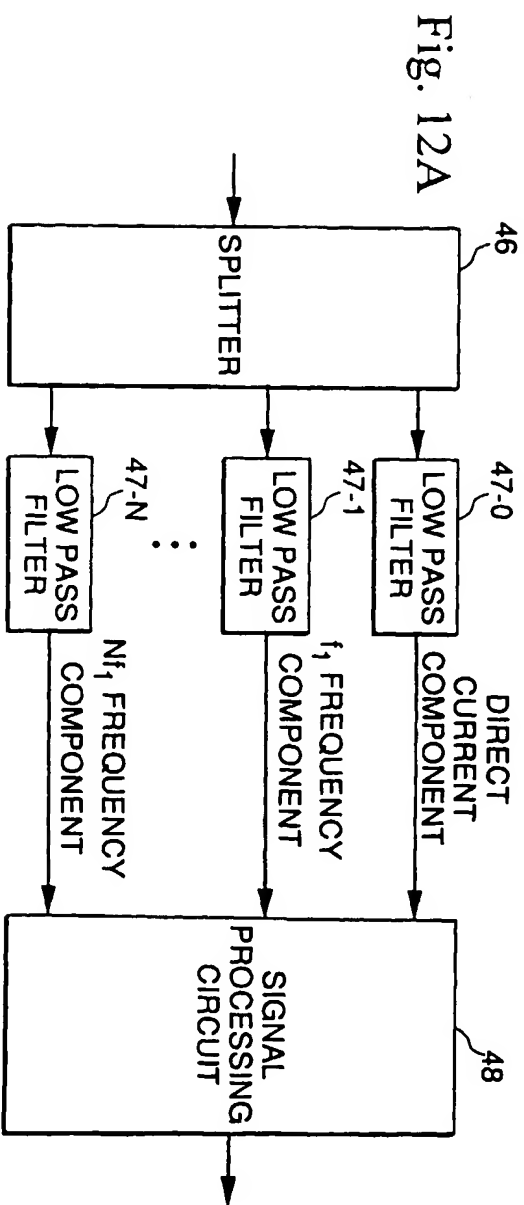 Fig. 12A
46
SPLITTER
47-0
LOW PASS
FILTER
DIRECT
CURRENT
COMPONENT
47-1
LOW PASS
FILTER
f₁ FREQUENCY
COMPONENT
47-N
LOW PASS
FILTER
Nf₁ FREQUENCY
COMPONENT
48
SIGNAL
PROCESSING
CIRCUIT